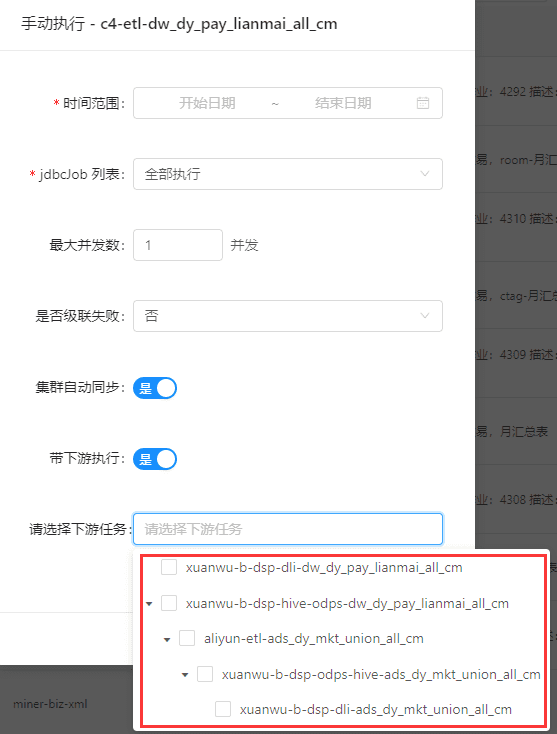 手动执行 - c4-etl-dw_dy_pay_lianmai_all_cm
业：4292 描述：
* 时间范围： 开始日期 ~ 结束日期
易，room-月汇
* jdbcJob 列表： 全部执行
业：4310 描述：
最大并发数： 1 并发
易，ctag-月汇总
是否级联失败： 否
业：4309 描述：
集群自动同步： 是
易，月汇总表
带下游执行： 是
业：4308 描述：
请选择下游任务： 请选择下游任务
xuanwu-b-dsp-dli-dw_dy_pay_lianmai_all_cm
xuanwu-b-dsp-hive-odps-dw_dy_pay_lianmai_all_cm
aliyun-etl-ads_dy_mkt_union_all_cm
xuanwu-b-dsp-odps-hive-ads_dy_mkt_union_all_cm
miner-biz-xml
xuanwu-b-dsp-dli-ads_dy_mkt_union_all_cm